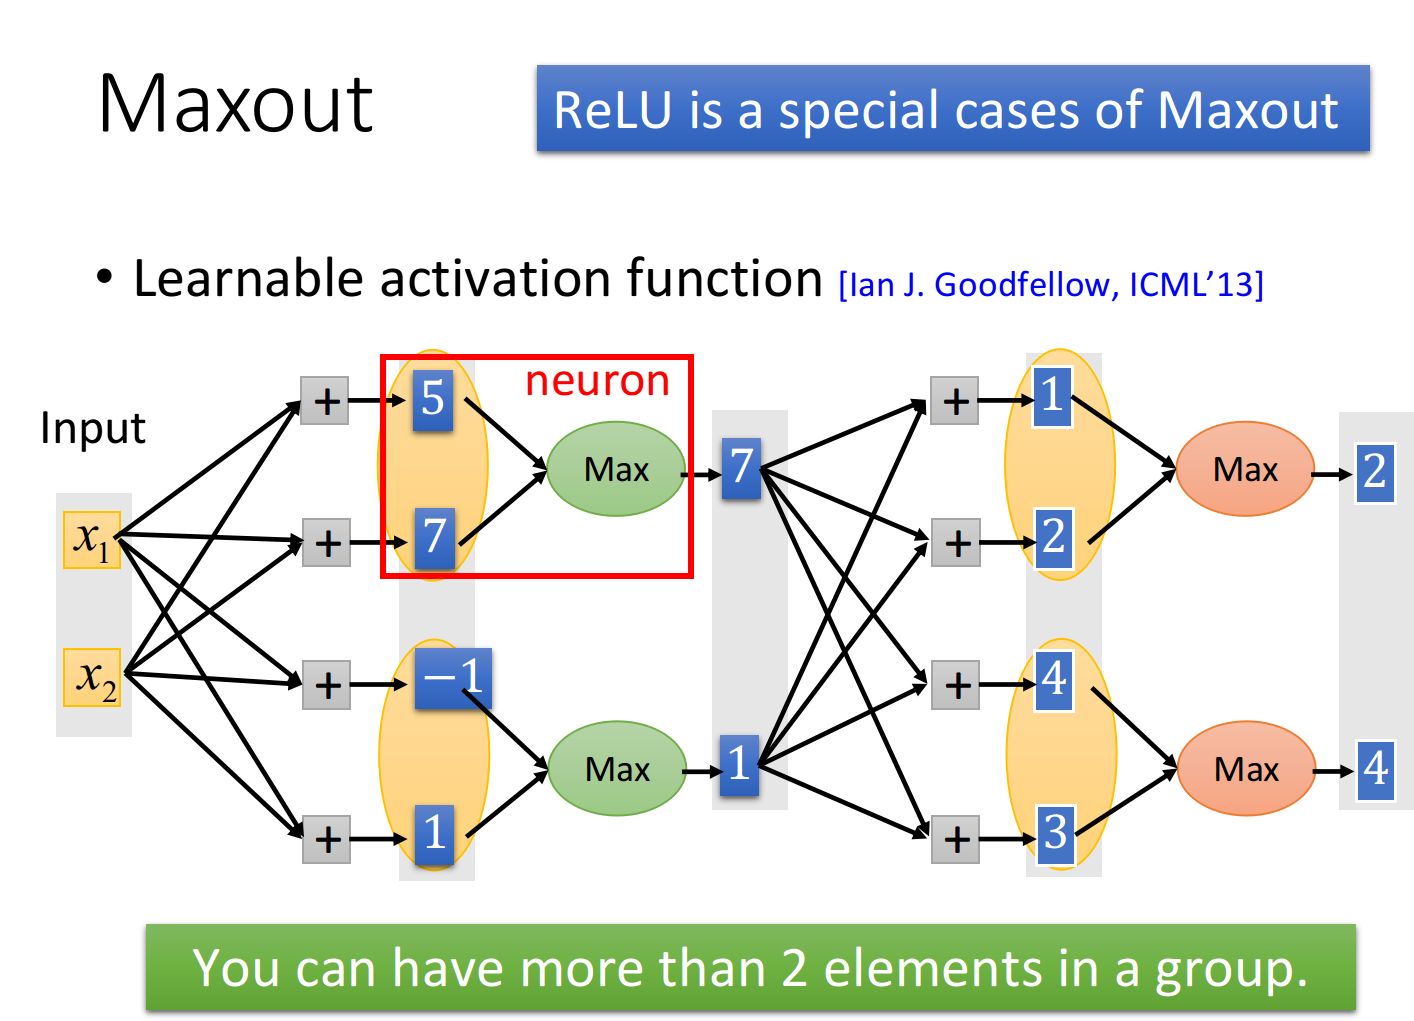 Maxout
ReLU is a special cases of Maxout
• Learnable activation function [Ian J. Goodfellow, ICML’13]
neuron
Input
+ 5 + 1
Max 7 Max 2
x1 + 7 + 2
x2 + −1 + 4
Max 1 Max 4
+ 1 + 3
You can have more than 2 elements in a group.